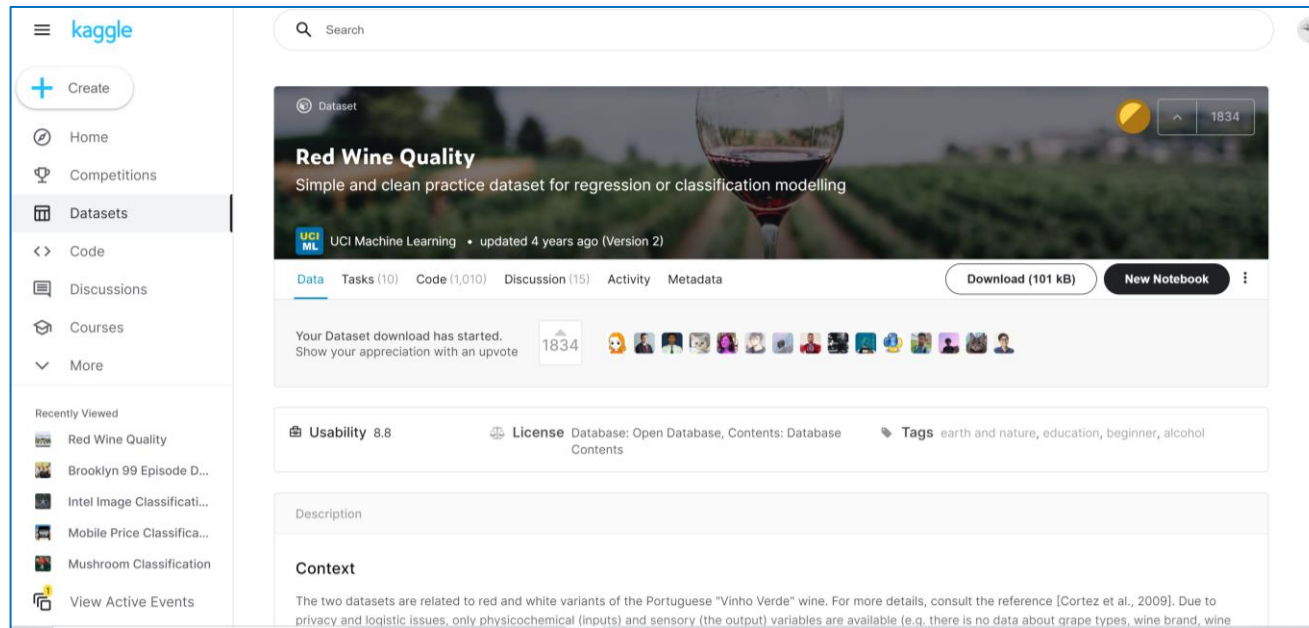 kaggle
Search
Create
Home
Competitions
Datasets
Code
Discussions
Courses
More
Recently Viewed
Red Wine Quality
Brooklyn 99 Episode D...
Intel Image Classificati...
Mobile Price Classifica...
Mushroom Classification
1
View Active Events
Dataset
1834
Red Wine Quality
Simple and clean practice dataset for regression or classification modelling
UCI ML
UCI Machine Learning • updated 4 years ago (Version 2)
Data Tasks (10) Code (1,010) Discussion (15) Activity Metadata Download (101 kB) New Notebook
Your Dataset download has started.
Show your appreciation with an upvote
1834
Usability 8.8 License Database: Open Database, Contents: Database Tags earth and nature, education, beginner, alcohol
Contents
Description
Context
The two datasets are related to red and white variants of the Portuguese "Vinho Verde" wine. For more details, consult the reference [Cortez et al., 2009]. Due to
privacy and logistic issues, only physicochemical (inputs) and sensory (the output) variables are available (e.g. there is no data about grape types, wine brand, wine